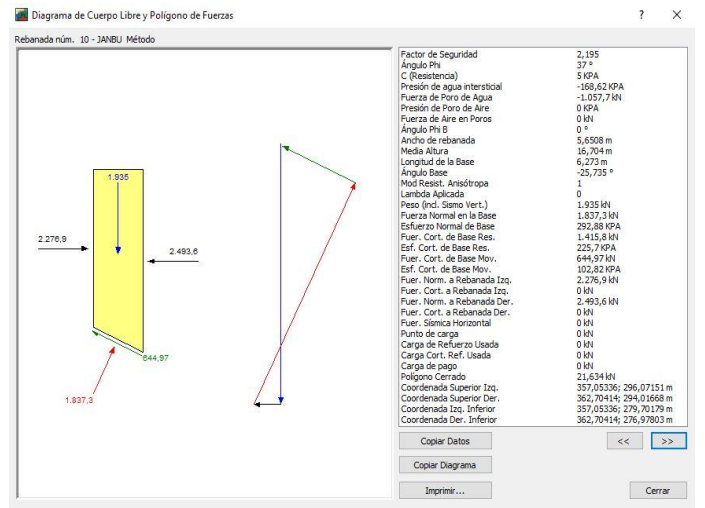 Diagrama de Cuerpo Libre y Polígono de Fuerzas ? ×
Rebanada núm. 10 - JANBU Método
1.935
2.276,9
2.493,6
644,97
1.837,3
Factor de Seguridad 2,195
Ángulo Phi 37 °
C (Resistencia) 5 KPA
Presión de agua intersticial -168,62 KPA
Fuerza de Poro de Agua -1.057,7 kN
Presión de Poro de Aire 0 KPA
Fuerza de Aire en Poros 0 kN
Ángulo Phi B 0 °
Ancho de rebanada 5,6508 m
Media Altura 16,704 m
Longitud de la Base 6,273 m
Ángulo Base -25,735 °
Mod Resist. Anisótropa 1
Lambda Aplicada 0
Peso (incl. Sismo Vert.) 1.935 kN
Fuerza Normal en la Base 1.837,3 kN
Esfuerzo Normal de Base 292,88 KPA
Fuer. Cort. de Base Res. 1.415,8 kN
Esf. Cort. de Base Res. 225,7 KPA
Fuer. Cort. de Base Mov. 644,97 kN
Esf. Cort. de Base Mov. 102,82 KPA
Fuer. Norm. a Rebanada Izq. 2.276,9 kN
Fuer. Cort. a Rebanada Izq. 0 kN
Fuer. Norm. a Rebanada Der. 2.493,6 kN
Fuer. Cort. a Rebanada Der. 0 kN
Fuer. Sísmica Horizontal 0 kN
Punto de carga 0 kN
Carga de Refuerzo Usada 0 kN
Carga Cort. Ref. Usada 0 kN
Carga de pago 0 kN
Polígono Cerrado 21,634 kN
Coordenada Superior Izq. 357,05336; 296,07151 m
Coordenada Superior Der. 362,70414; 294,01668 m
Coordenada Izq. Inferior 357,05336; 279,70179 m
Coordenada Der. Inferior 362,70414; 276,97803 m
Copiar Datos << >>
Copiar Diagrama
Imprimir... Cerrar